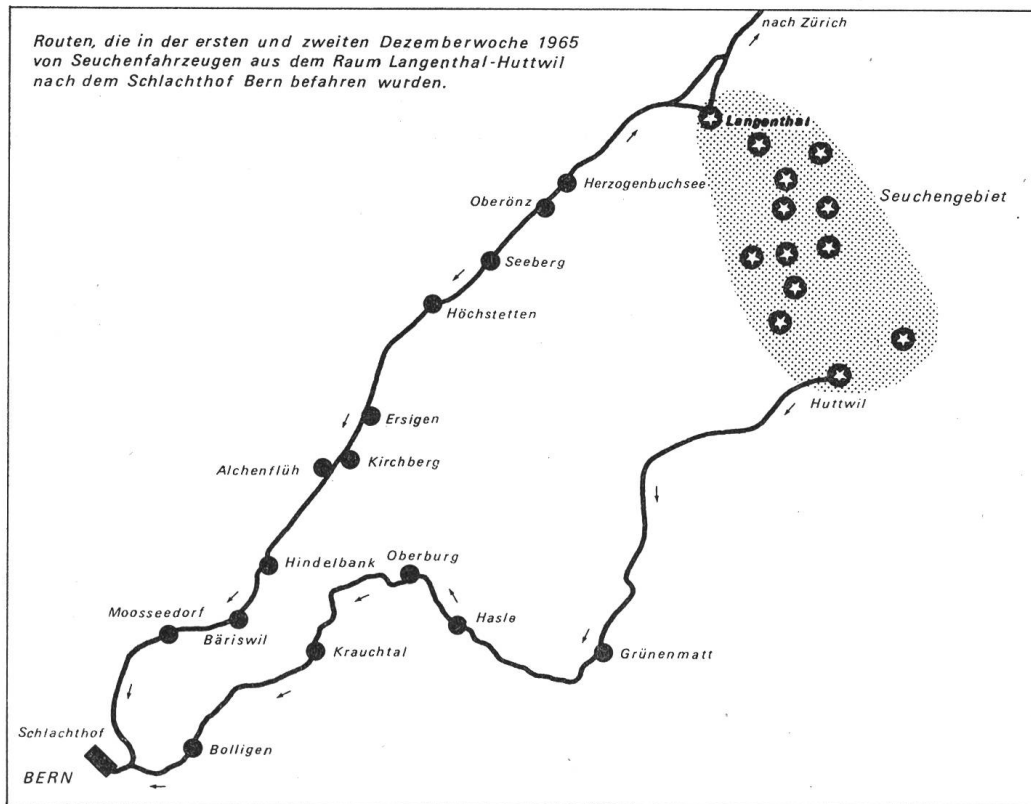 Routen, die in der ersten und zweiten Dezemberwoche 1965
von Seuchenfahrzeugen aus dem Raum Langenthal-Huttwil
nach dem Schlachthof Bern befahren wurden.
nach Zürich
Langenthal
Herzogenbuchsee
Oberönz
Seuchengebiet
Seeberg
Höchstetten
Huttwil
Ersigen
Kirchberg
Alchenflüh
Hindelbank
Oberburg
Moosseedorf
Bäriswil
Hasle
Krauchtal
Grünenmatt
Schlachthof
Bolligen
BERN